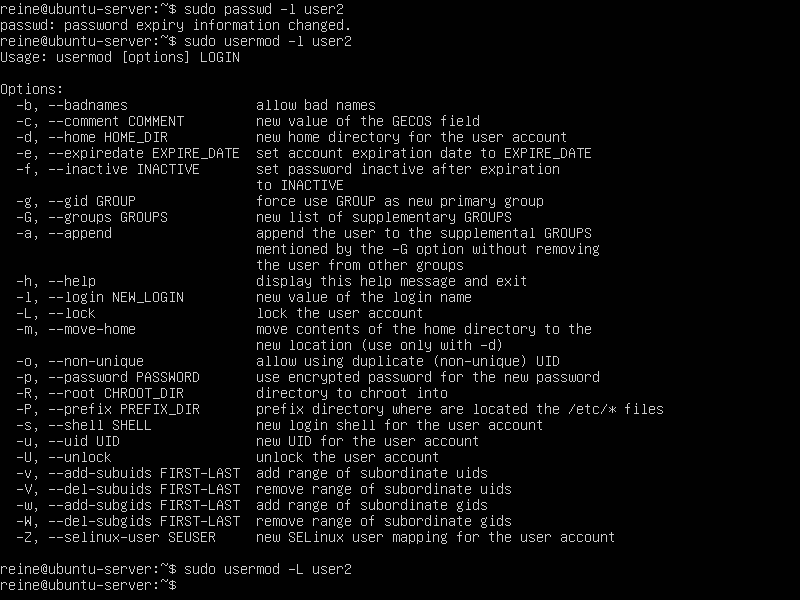 reine@ubuntu-server:~$ sudo passwd -l user2
passwd: password expiry information changed.
reine@ubuntu-server:~$ sudo usermod -l user2
Usage: usermod [options] LOGIN

Options:
  -b, --badnames                allow bad names
  -c, --comment COMMENT         new value of the GECOS field
  -d, --home HOME_DIR           new home directory for the user account
  -e, --expiredate EXPIRE_DATE  set account expiration date to EXPIRE_DATE
  -f, --inactive INACTIVE       set password inactive after expiration
                                to INACTIVE
  -g, --gid GROUP               force use GROUP as new primary group
  -G, --groups GROUPS           new list of supplementary GROUPS
  -a, --append                  append the user to the supplemental GROUPS
                                mentioned by the -G option without removing
                                the user from other groups
  -h, --help                    display this help message and exit
  -l, --login NEW_LOGIN         new value of the login name
  -L, --lock                    lock the user account
  -m, --move-home               move contents of the home directory to the
                                new location (use only with -d)
  -o, --non-unique              allow using duplicate (non-unique) UID
  -p, --password PASSWORD       use encrypted password for the new password
  -R, --root CHROOT_DIR         directory to chroot into
  -P, --prefix PREFIX_DIR       prefix directory where are located the /etc/* files
  -s, --shell SHELL             new login shell for the user account
  -u, --uid UID                 new UID for the user account
  -U, --unlock                  unlock the user account
  -v, --add-subuids FIRST-LAST  add range of subordinate uids
  -V, --del-subuids FIRST-LAST  remove range of subordinate uids
  -w, --add-subgids FIRST-LAST  add range of subordinate gids
  -W, --del-subgids FIRST-LAST  remove range of subordinate gids
  -Z, --selinux-user SEUSER     new SELinux user mapping for the user account

reine@ubuntu-server:~$ sudo usermod -L user2
reine@ubuntu-server:~$